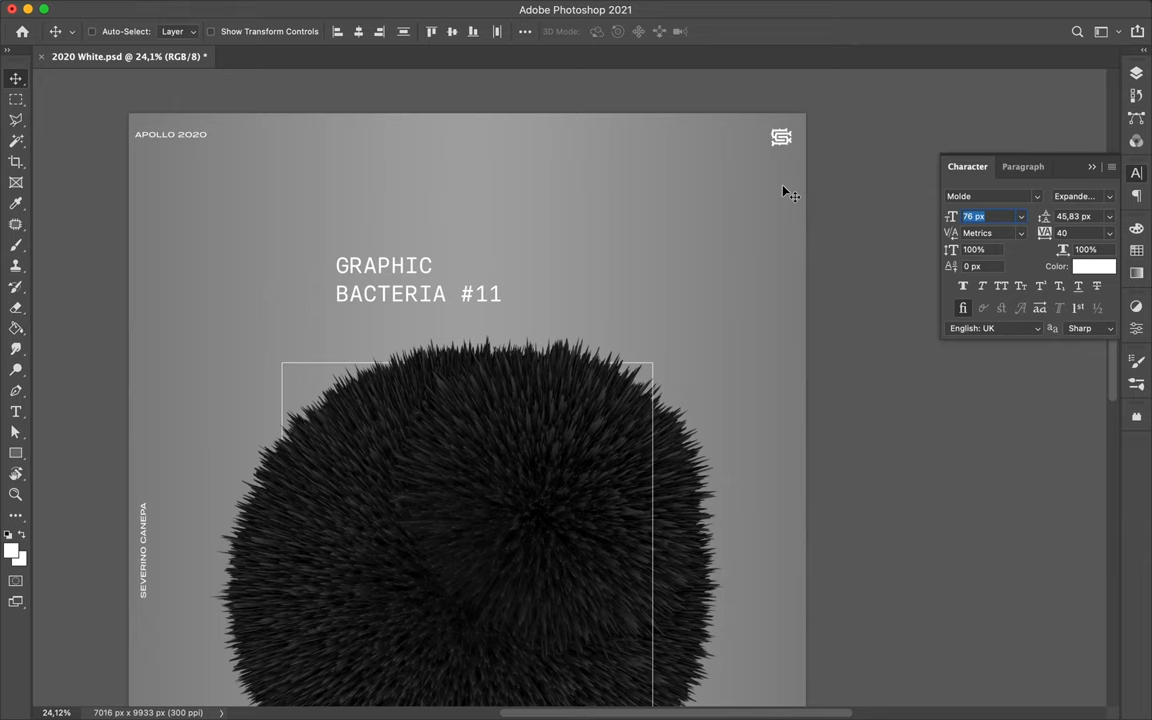 Adobe Photoshop 2021
Auto-Select: Layer Show Transform Controls 3D Mode:
2020 White.psd @ 24,1% (RGB/8) *
APOLLO 2020
GRAPHIC
BACTERIA #11
SEVERINO CANEPA
Character Paragraph
Molde Expande...
76 px 45,83 px
Metrics 40
100% 100%
0 px Color:
English: UK Sharp
24,12% 7016 px x 9933 px (300 ppi)